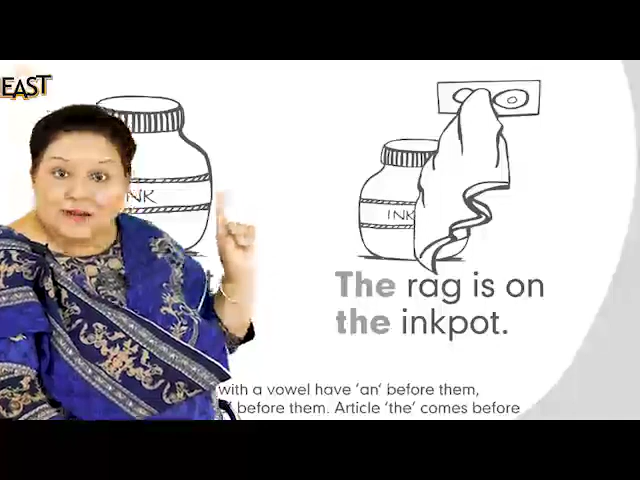 EAST
INK
INK
The rag is on
the inkpot.
with a vowel have 'an' before them,
before them. Article 'the' comes before